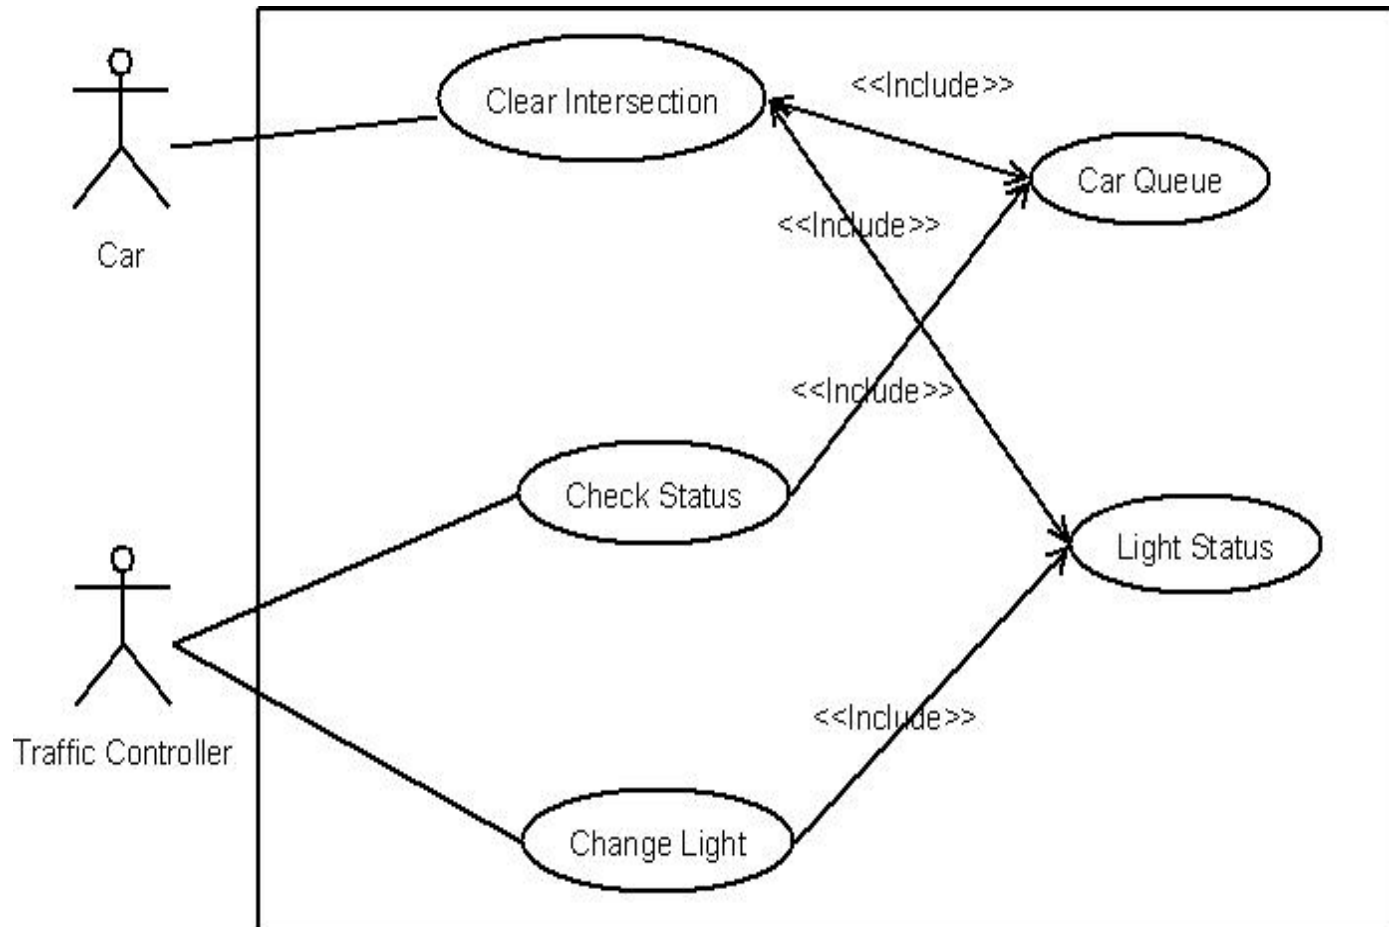 Clear Intersection
<<Include>>
Car Queue
<<Include>>
Car
<<Include>>
Check Status
Light Status
<<Include>>
Traffic Controller
Change Light